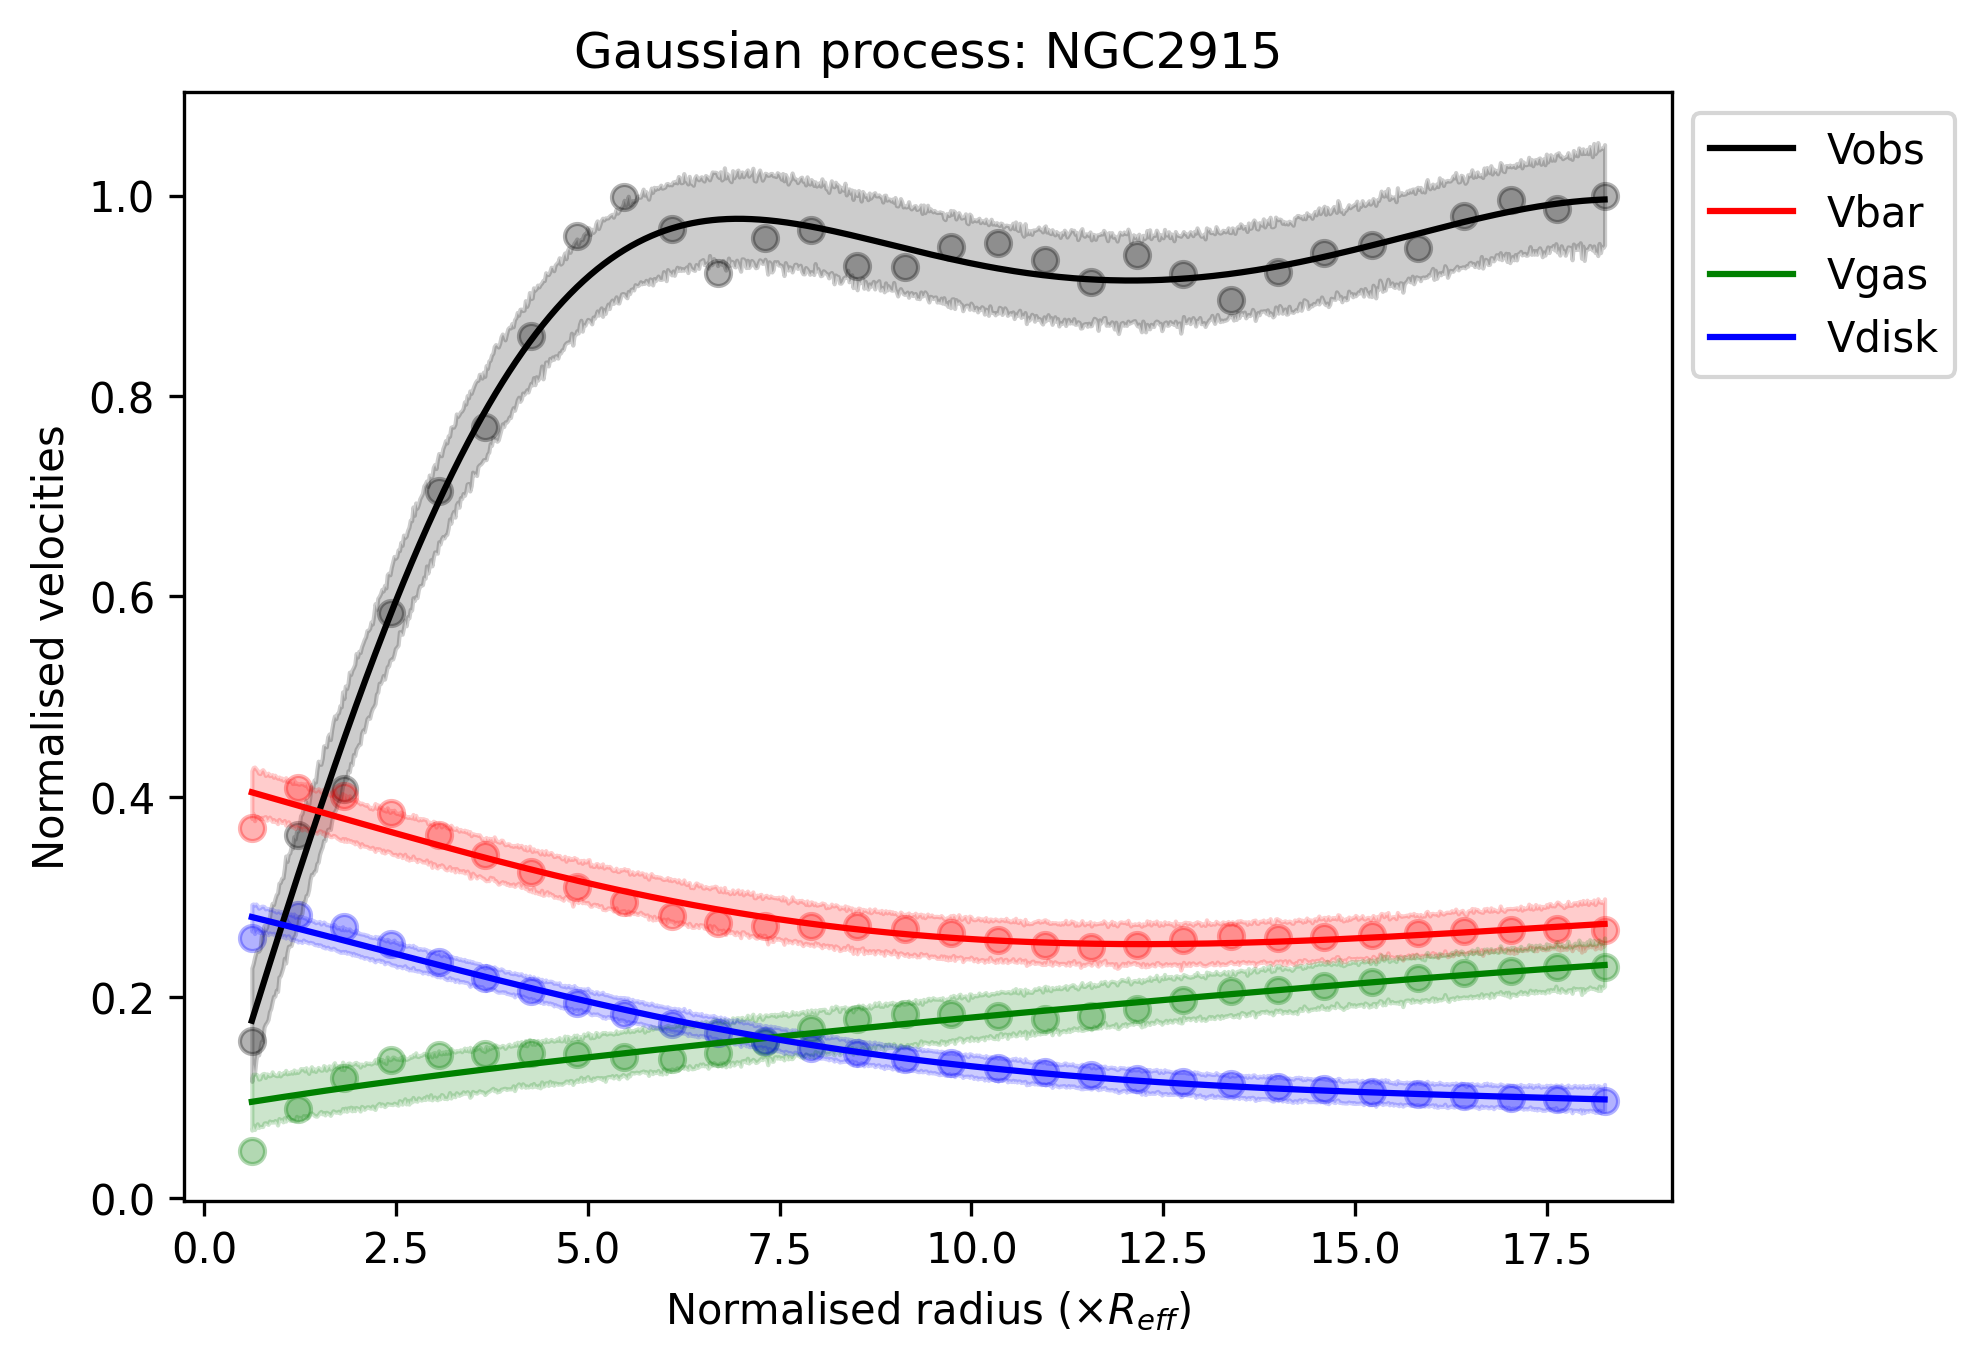 Gaussian process: NGC2915
Vobs
Vbar
Vgas
Vdisk
Normalised velocities
1.0
0.8
0.6
0.4
0.2
0.0
0.0 2.5 5.0 7.5 10.0 12.5 15.0 17.5
Normalised radius (×R_eff)